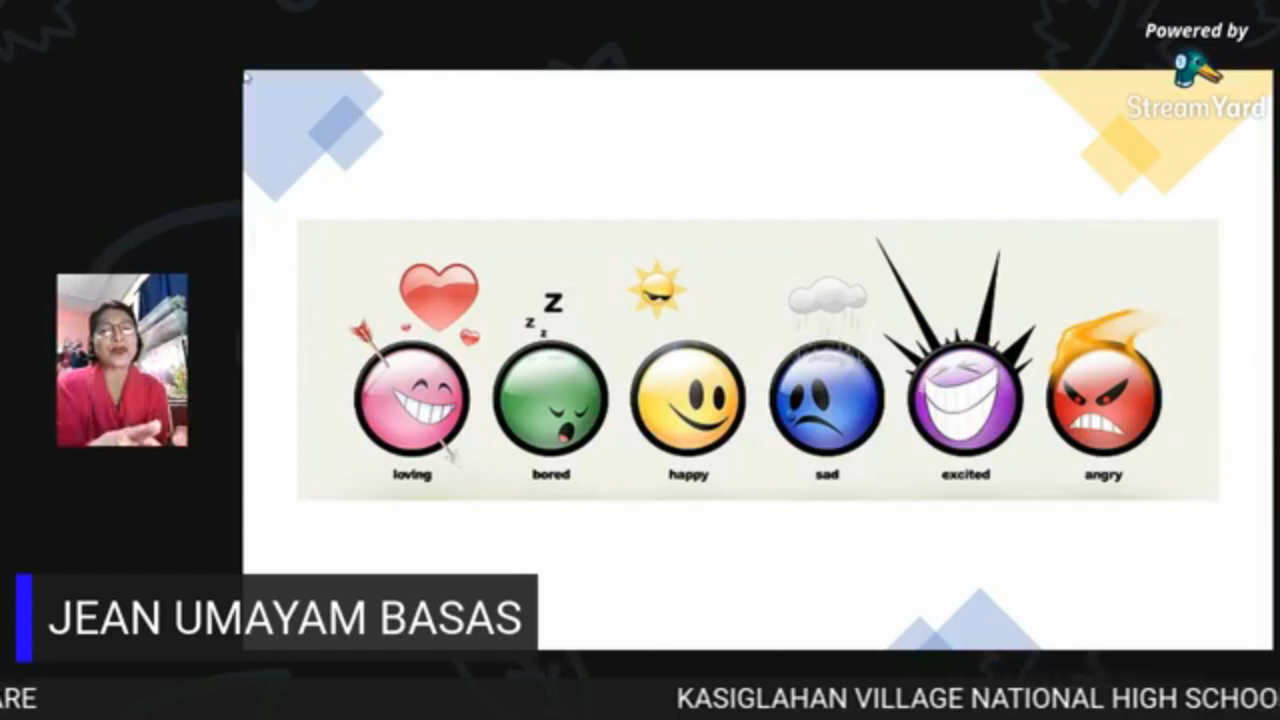 Powered by
StreamYard
z
z
z
loving
bored
happy
sad
excited
angry
JEAN UMAYAM BASAS
ARE
KASIGLAHAN VILLAGE NATIONAL HIGH SCHOO